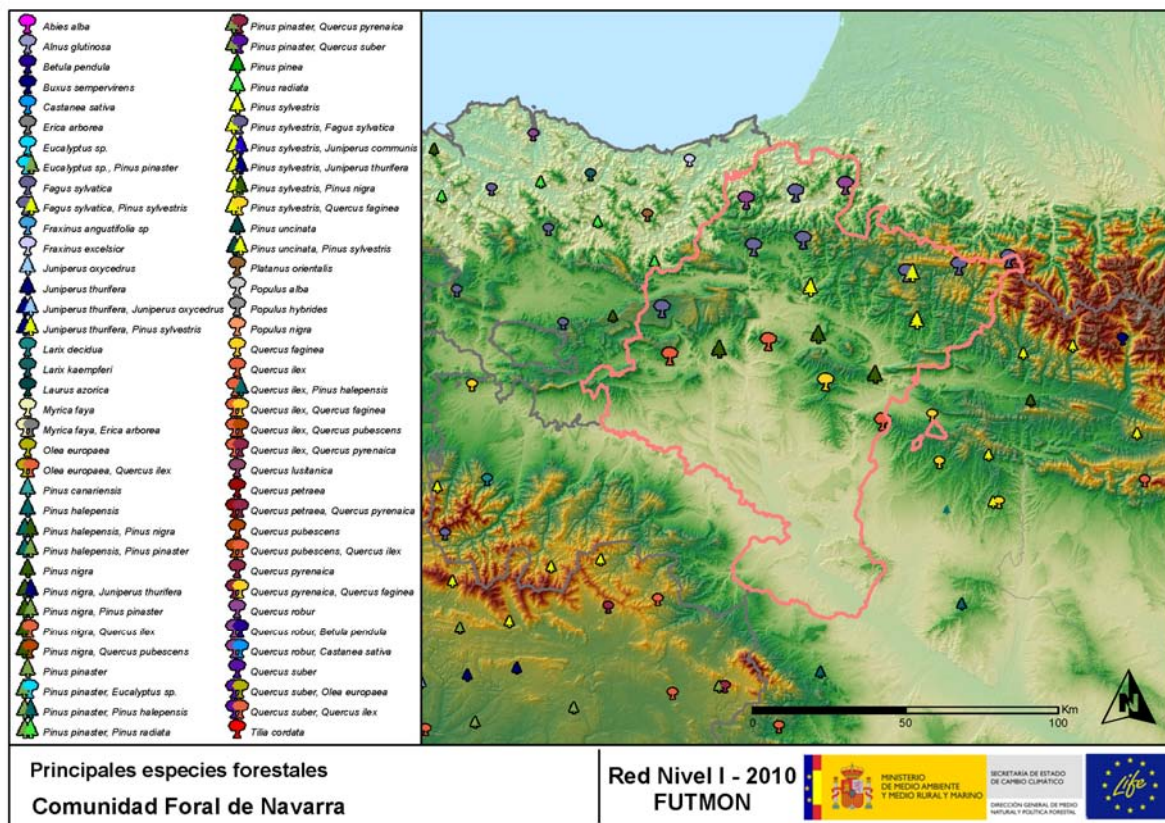 Abies alba
Alnus glutinosa
Betula pendula
Buxus sempervirens
Castanea sativa
Erica arborea
Eucalyptus sp.
Eucalyptus sp., Pinus pinaster
Fagus sylvatica
Fagus sylvatica, Pinus sylvestris
Fraxinus angustifolia sp
Fraxinus excelsior
Juniperus oxycedrus
Juniperus thurifera
Juniperus thurifera, Juniperus oxycedrus
Juniperus thurifera, Pinus sylvestris
Larix decidua
Larix kaempferi
Laurus azorica
Myrica faya
Myrica faya, Erica arborea
Olea europaea
Olea europaea, Quercus ilex
Pinus canariensis
Pinus halepensis
Pinus halepensis, Pinus nigra
Pinus halepensis, Pinus pinaster
Pinus nigra
Pinus nigra, Juniperus thurifera
Pinus nigra, Pinus pinaster
Pinus nigra, Quercus ilex
Pinus nigra, Quercus pubescens
Pinus pinaster
Pinus pinaster, Eucalyptus sp.
Pinus pinaster, Pinus halepensis
Pinus pinaster, Pinus radiata
Pinus pinaster, Quercus pyrenaica
Pinus pinaster, Quercus suber
Pinus pinea
Pinus radiata
Pinus sylvestris
Pinus sylvestris, Fagus sylvatica
Pinus sylvestris, Juniperus communis
Pinus sylvestris, Juniperus thurifera
Pinus sylvestris, Pinus nigra
Pinus sylvestris, Quercus faginea
Pinus uncinata
Pinus uncinata, Pinus sylvestris
Platanus orientalis
Populus alba
Populus hybrides
Populus nigra
Quercus faginea
Quercus ilex
Quercus ilex, Pinus halepensis
Quercus ilex, Quercus faginea
Quercus ilex, Quercus pubescens
Quercus ilex, Quercus pyrenaica
Quercus lusitanica
Quercus petraea
Quercus petraea, Quercus pyrenaica
Quercus pubescens
Quercus pubescens, Quercus ilex
Quercus pyrenaica
Quercus pyrenaica, Quercus faginea
Quercus robur
Quercus robur, Betula pendula
Quercus robur, Castanea sativa
Quercus suber
Quercus suber, Olea europaea
Quercus suber, Quercus ilex
Tilia cordata
Km
0 50 100
N
Principales especies forestales
Comunidad Foral de Navarra
Red Nivel I - 2010
FUTMON
MINISTERIO
DE MEDIO AMBIENTE
Y MEDIO RURAL Y MARINO
SECRETARÍA DE ESTADO
DE CAMBIO CLIMÁTICO
DIRECCIÓN GENERAL DE MEDIO
NATURAL Y POLÍTICA FORESTAL
Life